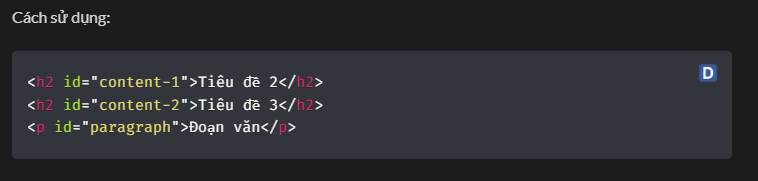 Cách sử dụng:
D
<h2 id="content-1">Tiêu đề 2</h2>
<h2 id="content-2">Tiêu đề 3</h2>
<p id="paragraph">Đoạn văn</p>